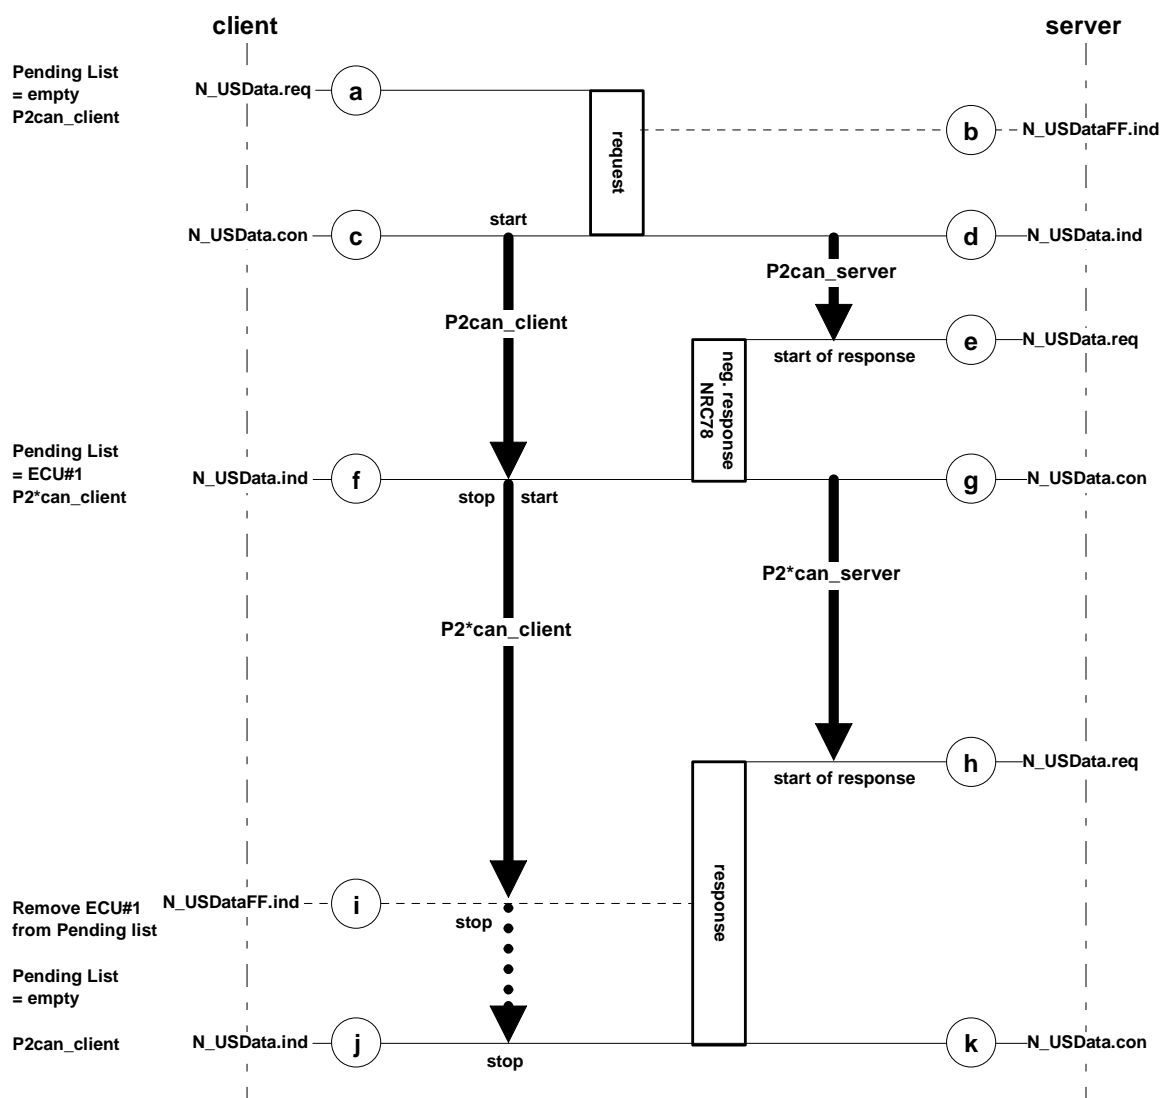 client
server
Pending List
= empty
P2can_client
N_USData.req
a
b
N_USDataFF.ind
request
N_USData.con
c
start
d
N_USData.ind
P2can_server
P2can_client
e
N_USData.req
start of response
neg. response
NRC78
Pending List
= ECU#1
P2*can_client
N_USData.ind
f
stop
start
g
N_USData.con
P2*can_server
P2*can_client
h
N_USData.req
start of response
response
Remove ECU#1
from Pending list
N_USDataFF.ind
i
stop
Pending List
= empty
P2can_client
N_USData.ind
j
stop
k
N_USData.con